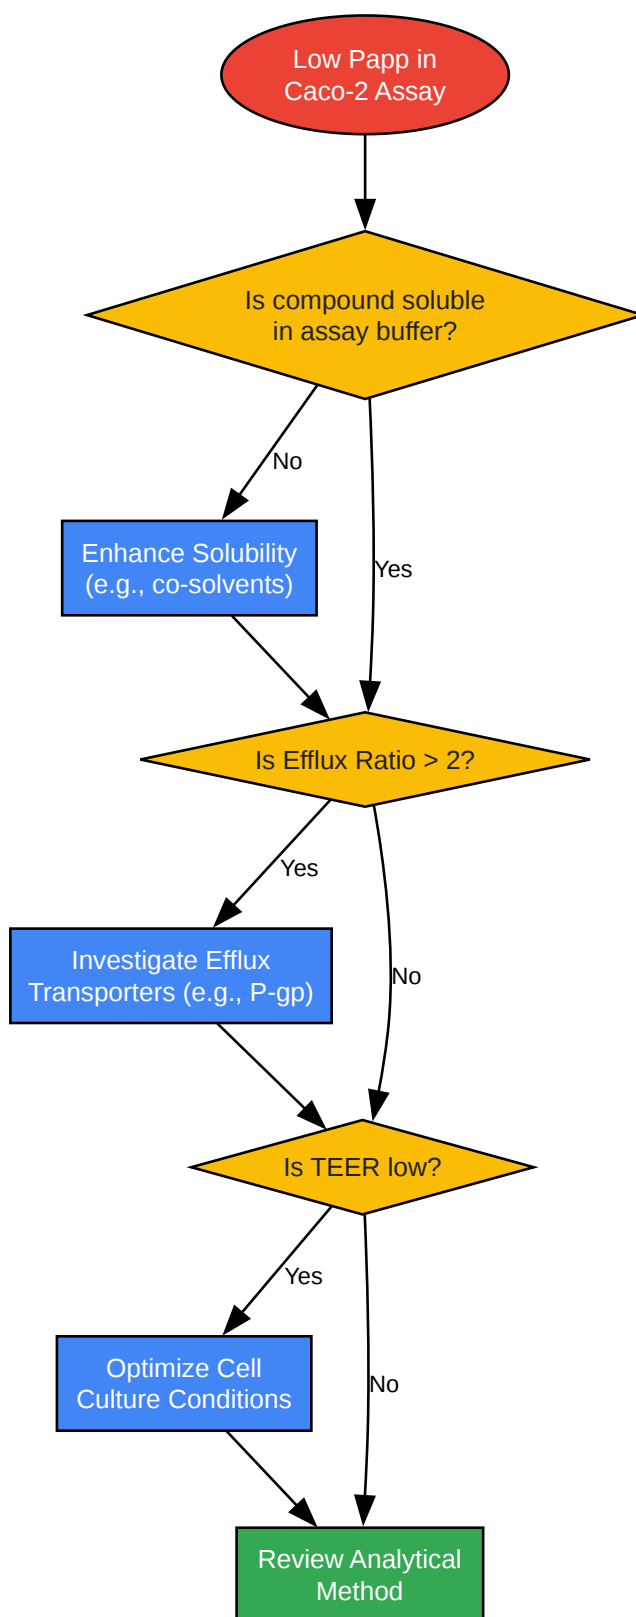 Low Papp in
Caco-2 Assay
Is compound soluble
in assay buffer?
No
Enhance Solubility
(e.g., co-solvents)
Yes
Is Efflux Ratio > 2?
Yes
Investigate Efflux
Transporters (e.g., P-gp)
No
Is TEER low?
Yes
Optimize Cell
Culture Conditions
No
Review Analytical
Method